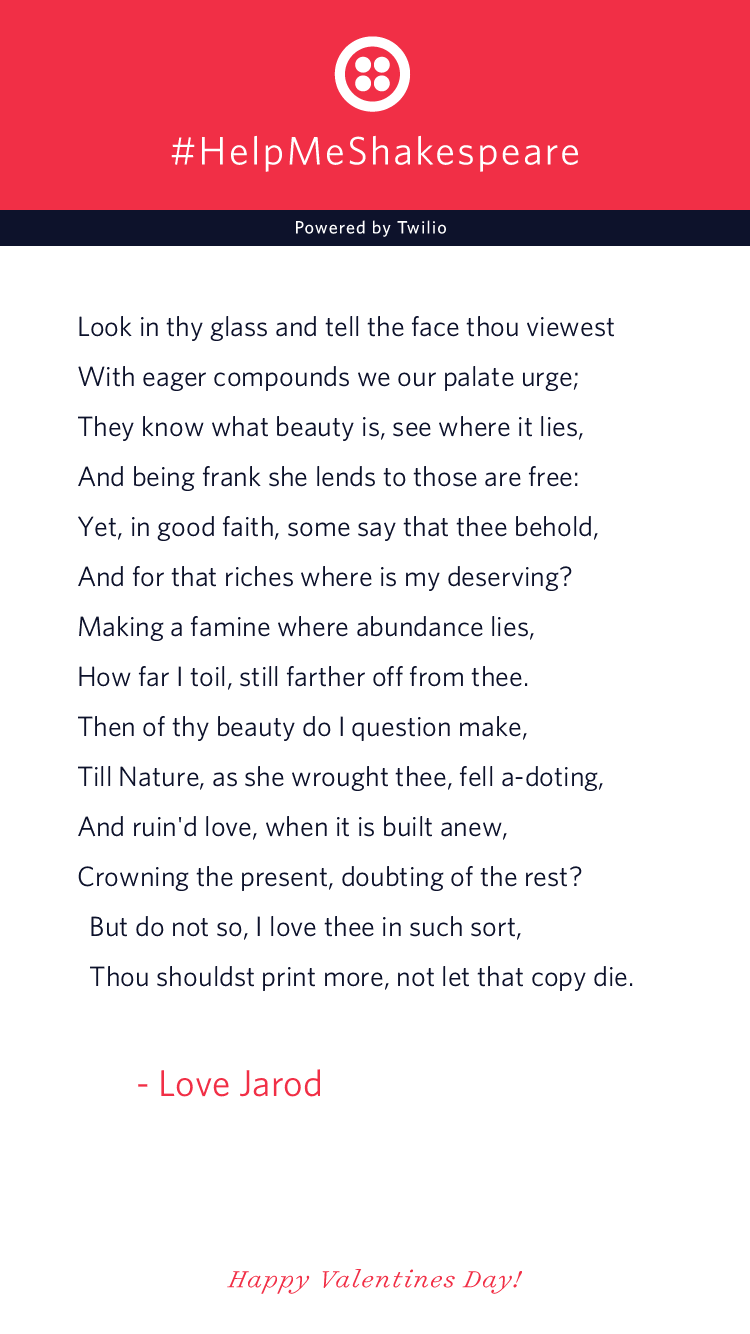 #HelpMeShakespeare
Powered by Twilio
Look in thy glass and tell the face thou viewest
With eager compounds we our palate urge;
They know what beauty is, see where it lies,
And being frank she lends to those are free:
Yet, in good faith, some say that thee behold,
And for that riches where is my deserving?
Making a famine where abundance lies,
How far I toil, still farther off from thee.
Then of thy beauty do I question make,
Till Nature, as she wrought thee, fell a-doting,
And ruin'd love, when it is built anew,
Crowning the present, doubting of the rest?
But do not so, I love thee in such sort,
Thou shouldst print more, not let that copy die.
- Love Jarod
Happy Valentines Day!